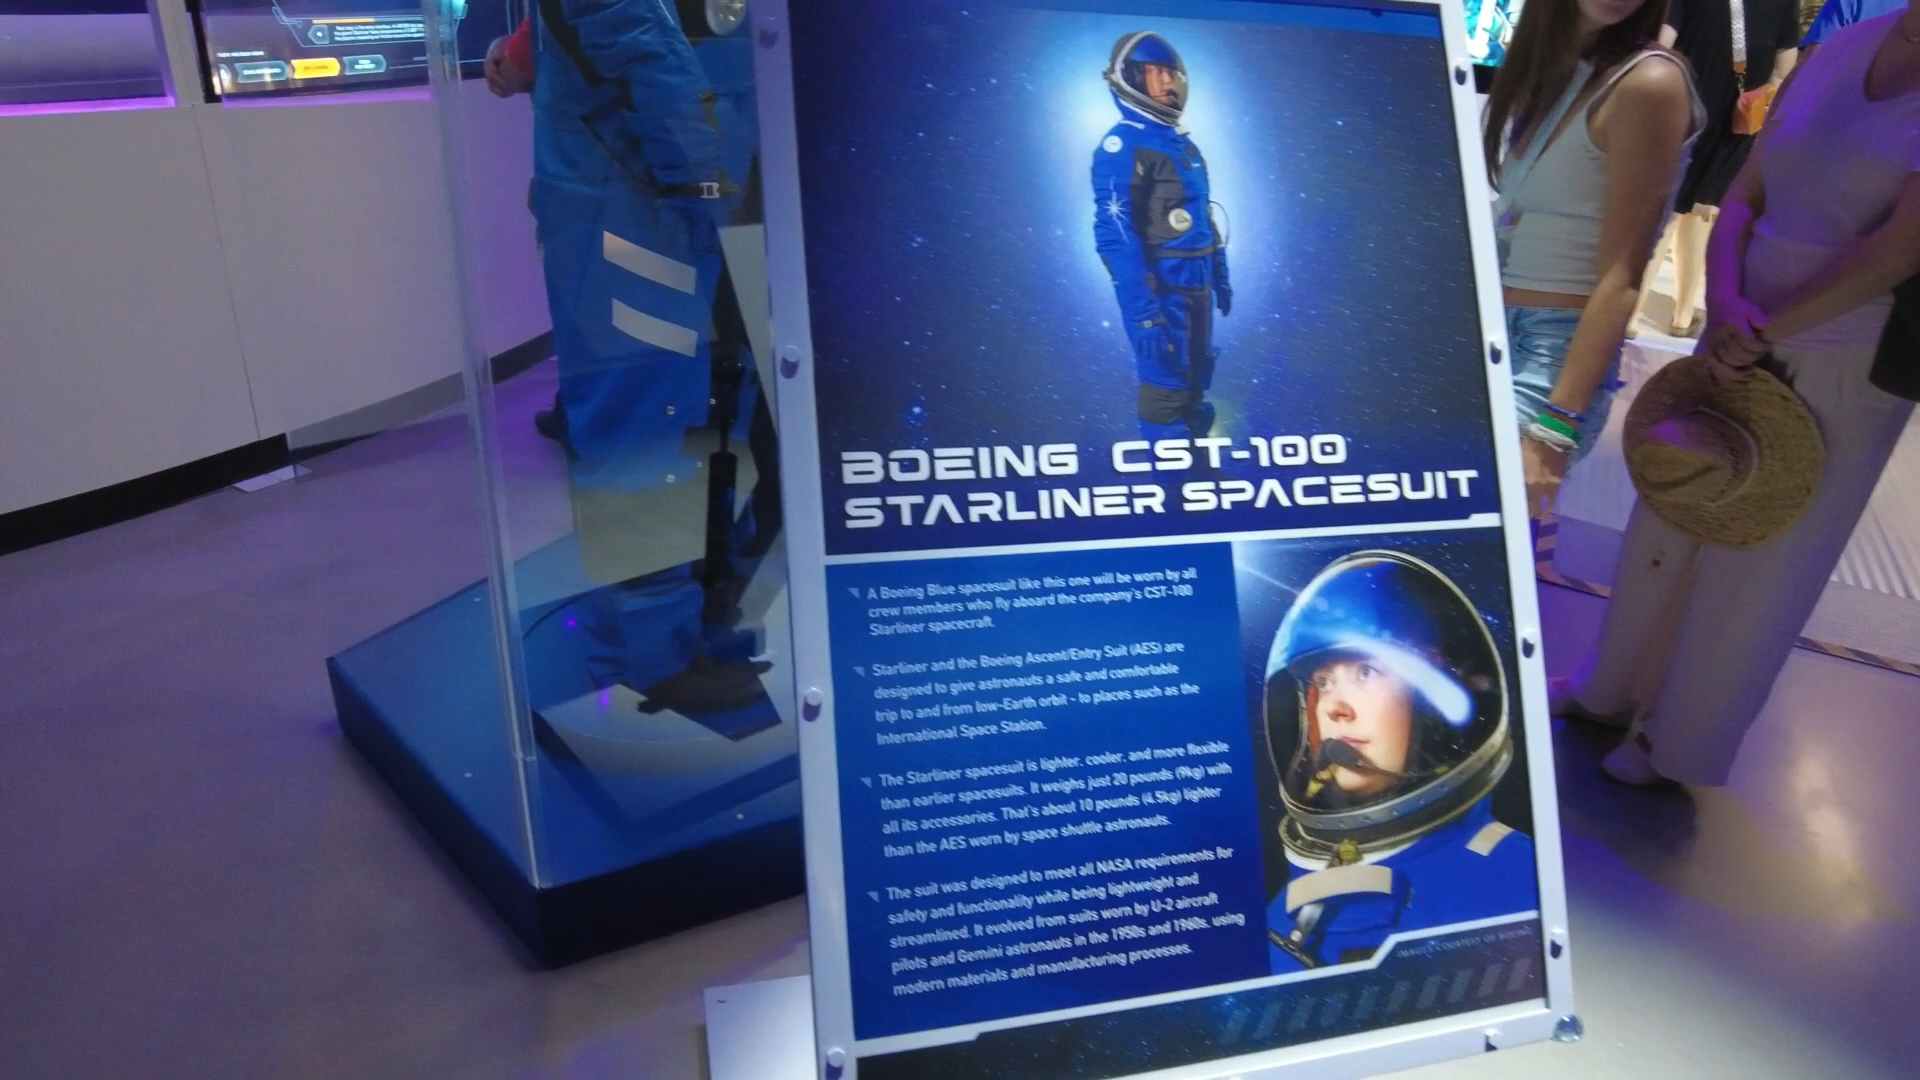 BOEING CST-100
STARLINER SPACESUIT
A Boeing Blue spacesuit like this one will be worn by all
crew members who fly aboard the company's CST-100
Starliner spacecraft.
Starliner and the Boeing Ascent/Entry Suit (AES) are
designed to give astronauts a safe and comfortable
trip to and from low-Earth orbit - to places such as the
International Space Station.
The Starliner spacesuit is lighter, cooler, and more flexible
than earlier spacesuits. It weighs just 20 pounds (9kg) with
all its accessories. That's about 10 pounds (4.5kg) lighter
than the AES worn by space shuttle astronauts.
The suit was designed to meet all NASA requirements for
safety and functionality while being lightweight and
streamlined. It evolved from suits worn by U-2 aircraft
pilots and Gemini astronauts in the 1950s and 1960s, using
modern materials and manufacturing processes.
IMAGES COURTESY OF BOEING